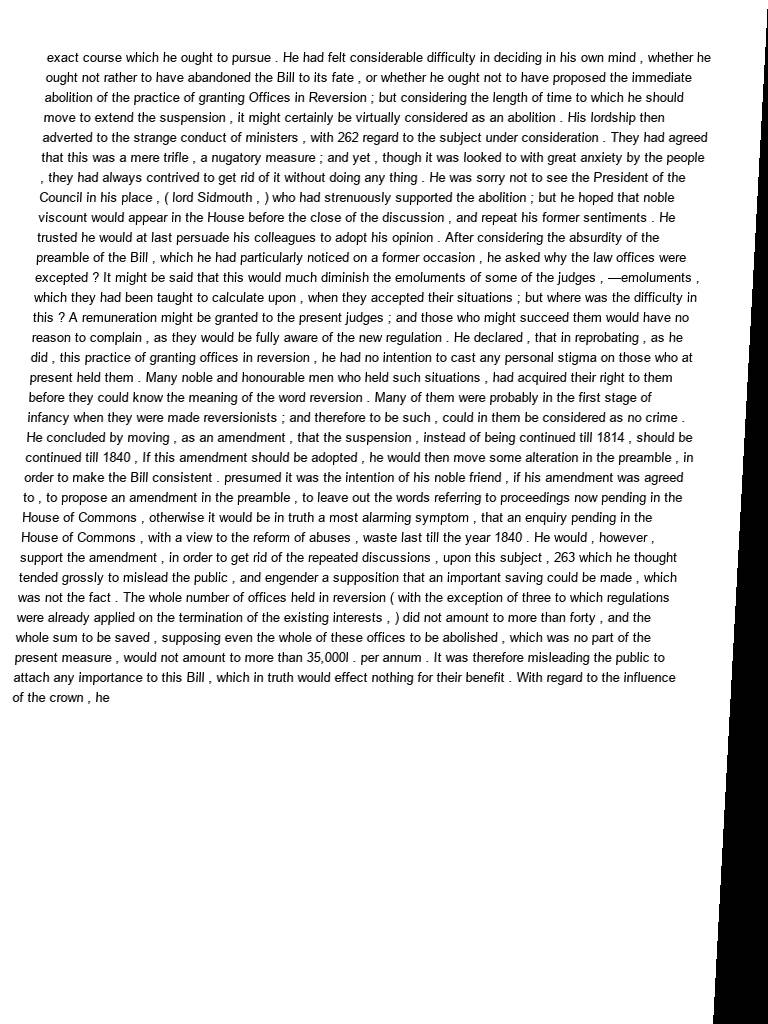 exact course which he ought to pursue . He had felt considerable difficulty in deciding in his own mind , whether he
ought not rather to have abandoned the Bill to its fate , or whether he ought not to have proposed the immediate
abolition of the practice of granting Offices in Reversion ; but considering the length of time to which he should
move to extend the suspension , it might certainly be virtually considered as an abolition . His lordship then
adverted to the strange conduct of ministers , with 262 regard to the subject under consideration . They had agreed
that this was a mere trifle , a nugatory measure ; and yet , though it was looked to with great anxiety by the people
, they had always contrived to get rid of it without doing any thing . He was sorry not to see the President of the
Council in his place , ( lord Sidmouth , ) who had strenuously supported the abolition ; but he hoped that noble
viscount would appear in the House before the close of the discussion , and repeat his former sentiments . He
trusted he would at last persuade his colleagues to adopt his opinion . After considering the absurdity of the
preamble of the Bill , which he had particularly noticed on a former occasion , he asked why the law offices were
excepted ? It might be said that this would much diminish the emoluments of some of the judges , —emoluments ,
which they had been taught to calculate upon , when they accepted their situations ; but where was the difficulty in
this ? A remuneration might be granted to the present judges ; and those who might succeed them would have no
reason to complain , as they would be fully aware of the new regulation . He declared , that in reprobating , as he
did , this practice of granting offices in reversion , he had no intention to cast any personal stigma on those who at
present held them . Many noble and honourable men who held such situations , had acquired their right to them
before they could know the meaning of the word reversion . Many of them were probably in the first stage of
infancy when they were made reversionists ; and therefore to be such , could in them be considered as no crime .
He concluded by moving , as an amendment , that the suspension , instead of being continued till 1814 , should be
continued till 1840 , If this amendment should be adopted , he would then move some alteration in the preamble , in
order to make the Bill consistent . presumed it was the intention of his noble friend , if his amendment was agreed
to , to propose an amendment in the preamble , to leave out the words referring to proceedings now pending in the
House of Commons , otherwise it would be in truth a most alarming symptom , that an enquiry pending in the
House of Commons , with a view to the reform of abuses , waste last till the year 1840 . He would , however ,
support the amendment , in order to get rid of the repeated discussions , upon this subject , 263 which he thought
tended grossly to mislead the public , and engender a supposition that an important saving could be made , which
was not the fact . The whole number of offices held in reversion ( with the exception of three to which regulations
were already applied on the termination of the existing interests , ) did not amount to more than forty , and the
whole sum to be saved , supposing even the whole of these offices to be abolished , which was no part of the
present measure , would not amount to more than 35,000l . per annum . It was therefore misleading the public to
attach any importance to this Bill , which in truth would effect nothing for their benefit . With regard to the influence
of the crown , he